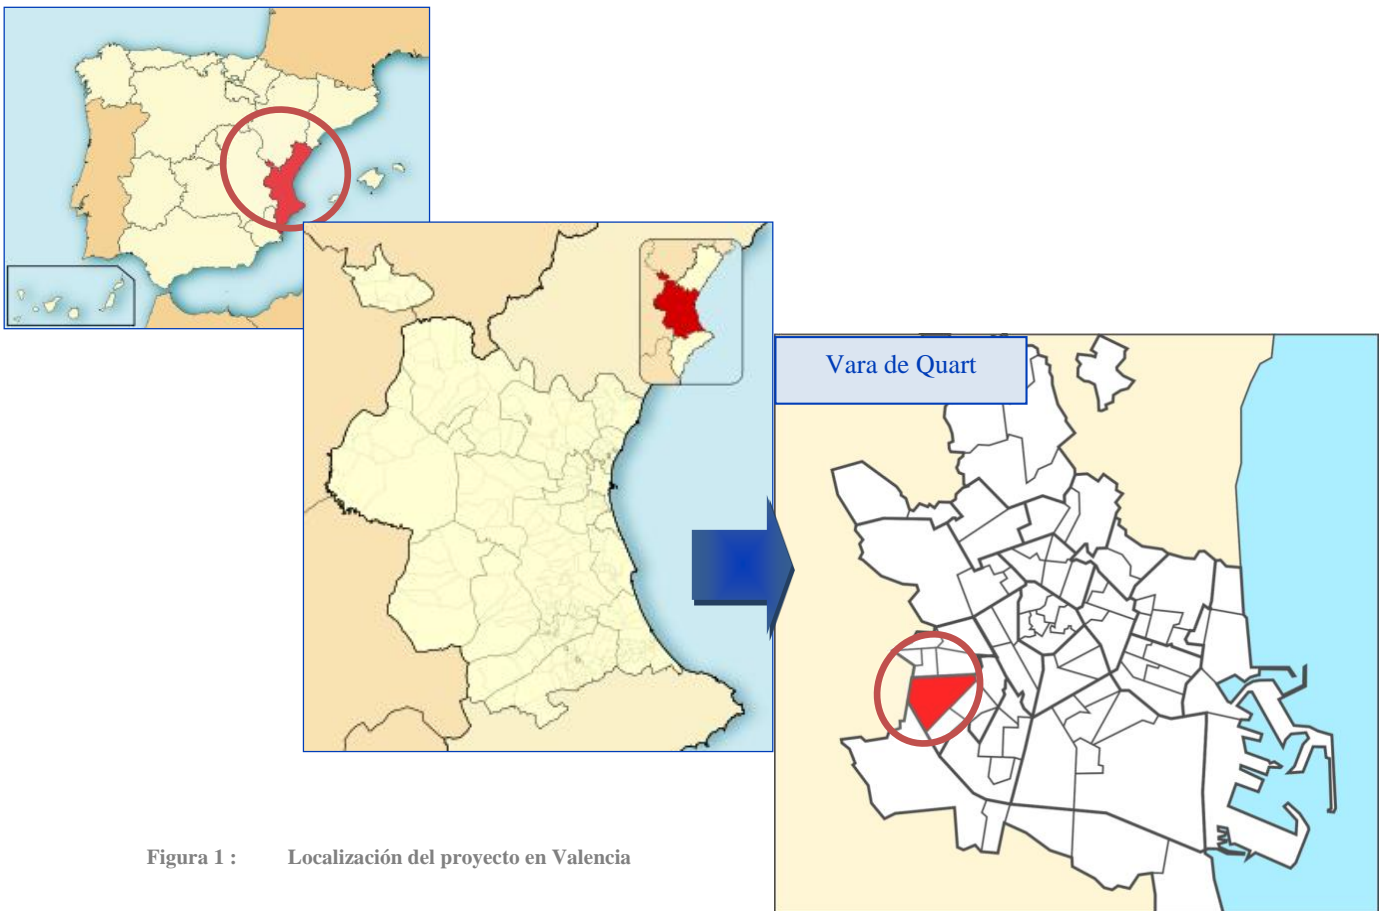 Vara de Quart
Figura 1 : Localización del proyecto en Valencia